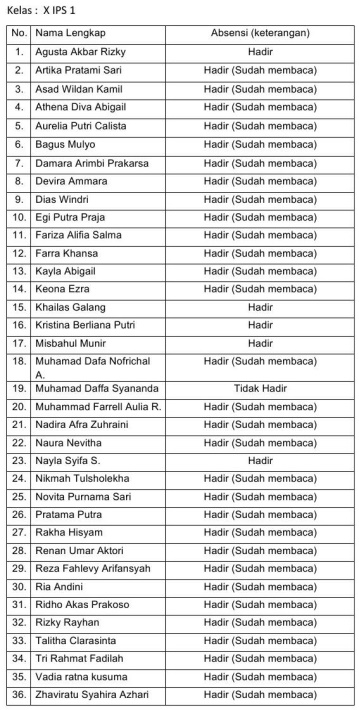 Kelas : X IPS 1
No. Nama Lengkap Absensi (keterangan)
1. Agusta Akbar Rizky Hadir
2. Artika Pratami Sari Hadir (Sudah membaca)
3. Asad Wildan Kamil Hadir (Sudah membaca)
4. Athena Diva Abigail Hadir (Sudah membaca)
5. Aurelia Putri Calista Hadir (Sudah membaca)
6. Bagus Mulyo Hadir (Sudah membaca)
7. Damara Arimbi Prakarsa Hadir (Sudah membaca)
8. Devira Ammara Hadir (Sudah membaca)
9. Dias Windri Hadir (Sudah membaca)
10. Egi Putra Praja Hadir (Sudah membaca)
11. Fariza Alifia Salma Hadir (Sudah membaca)
12. Farra Khansa Hadir (Sudah membaca)
13. Kayla Abigail Hadir (Sudah membaca)
14. Keona Ezra Hadir (Sudah membaca)
15. Khailas Galang Hadir
16. Kristina Berliana Putri Hadir
17. Misbahul Munir Hadir
18. Muhamad Dafa Nofrichal Hadir (Sudah membaca)
A.
19. Muhamad Daffa Syananda Tidak Hadir
20. Muhammad Farrell Aulia R. Hadir (Sudah membaca)
21. Nadira Afra Zuhraini Hadir (Sudah membaca)
22. Naura Nevitha Hadir (Sudah membaca)
23. Nayla Syifa S. Hadir
24. Nikmah Tulsholekha Hadir (Sudah membaca)
25. Novita Purnama Sari Hadir (Sudah membaca)
26. Pratama Putra Hadir (Sudah membaca)
27. Rakha Hisyam Hadir (Sudah membaca)
28. Renan Umar Aktori Hadir (Sudah membaca)
29. Reza Fahlevy Arifansyah Hadir (Sudah membaca)
30. Ria Andini Hadir (Sudah membaca)
31. Ridho Akas Prakoso Hadir (Sudah membaca)
32. Rizky Rayhan Hadir (Sudah membaca)
33. Talitha Clarasinta Hadir (Sudah membaca)
34. Tri Rahmat Fadilah Hadir (Sudah membaca)
35. Vadia ratna kusuma Hadir (Sudah membaca)
36. Zhaviratu Syahira Azhari Hadir (Sudah membaca)